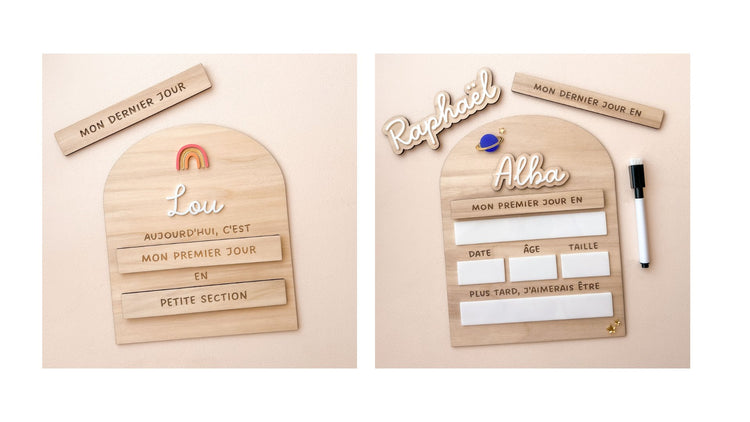 MON DERNIER JOUR
Lou
AUJOURD'HUI, C'EST
MON PREMIER JOUR
EN
PETITE SECTION
Raphaël
MON DERNIER JOUR EN
Alba
MON PREMIER JOUR EN
DATE ÂGE TAILLE
PLUS TARD, J'AIMERAIS ÊTRE